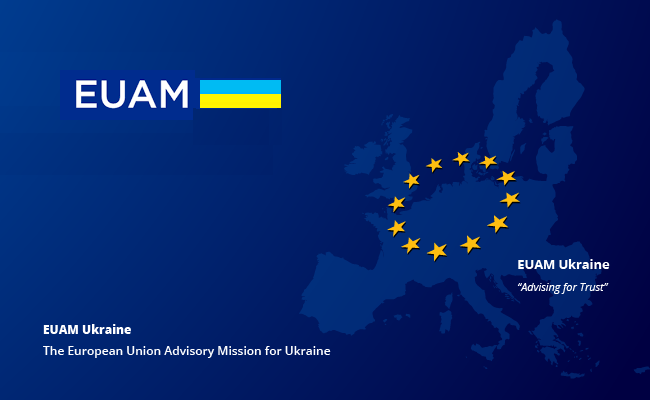 EUAM
EUAM Ukraine
“Advising for Trust”
EUAM Ukraine
The European Union Advisory Mission for Ukraine